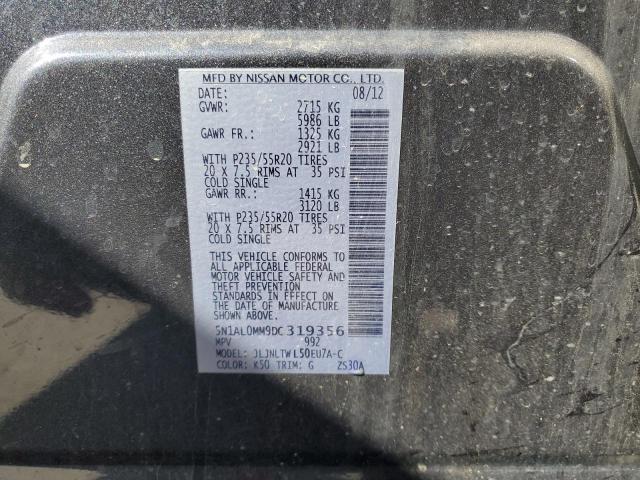 MFD BY NISSAN MOTOR CO., LTD.
DATE: 08/12
GVWR: 2715 KG
5986 LB
GAWR FR.: 1325 KG
2921 LB
WITH P235/55R20 TIRES
20 X 7.5 RIMS AT 35 PSI
COLD SINGLE
GAWR RR.: 1415 KG
3120 LB
WITH P235/55R20 TIRES
20 X 7.5 RIMS AT 35 PSI
COLD SINGLE
THIS VEHICLE CONFORMS TO
ALL APPLICABLE FEDERAL
MOTOR VEHICLE SAFETY AND
THEFT PREVENTION
STANDARDS IN EFFECT ON
THE DATE OF MANUFACTURE
SHOWN ABOVE.
5N1AL0MM9DC319356
MPV 992
MODEL: JLJNLTWL50EU7A-C
COLOR: K50 TRIM: G ZS30A